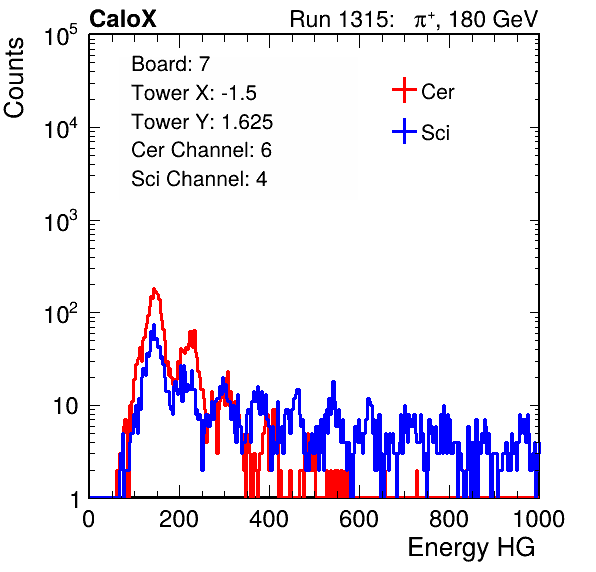 CaloX Run 1315: π⁺, 180 GeV
Counts
Board: 7
Tower X: -1.5
Tower Y: 1.625
Cer Channel: 6
Sci Channel: 4
Cer
Sci
10⁵
10⁴
10³
10²
10
1
0 200 400 600 800 1000
Energy HG